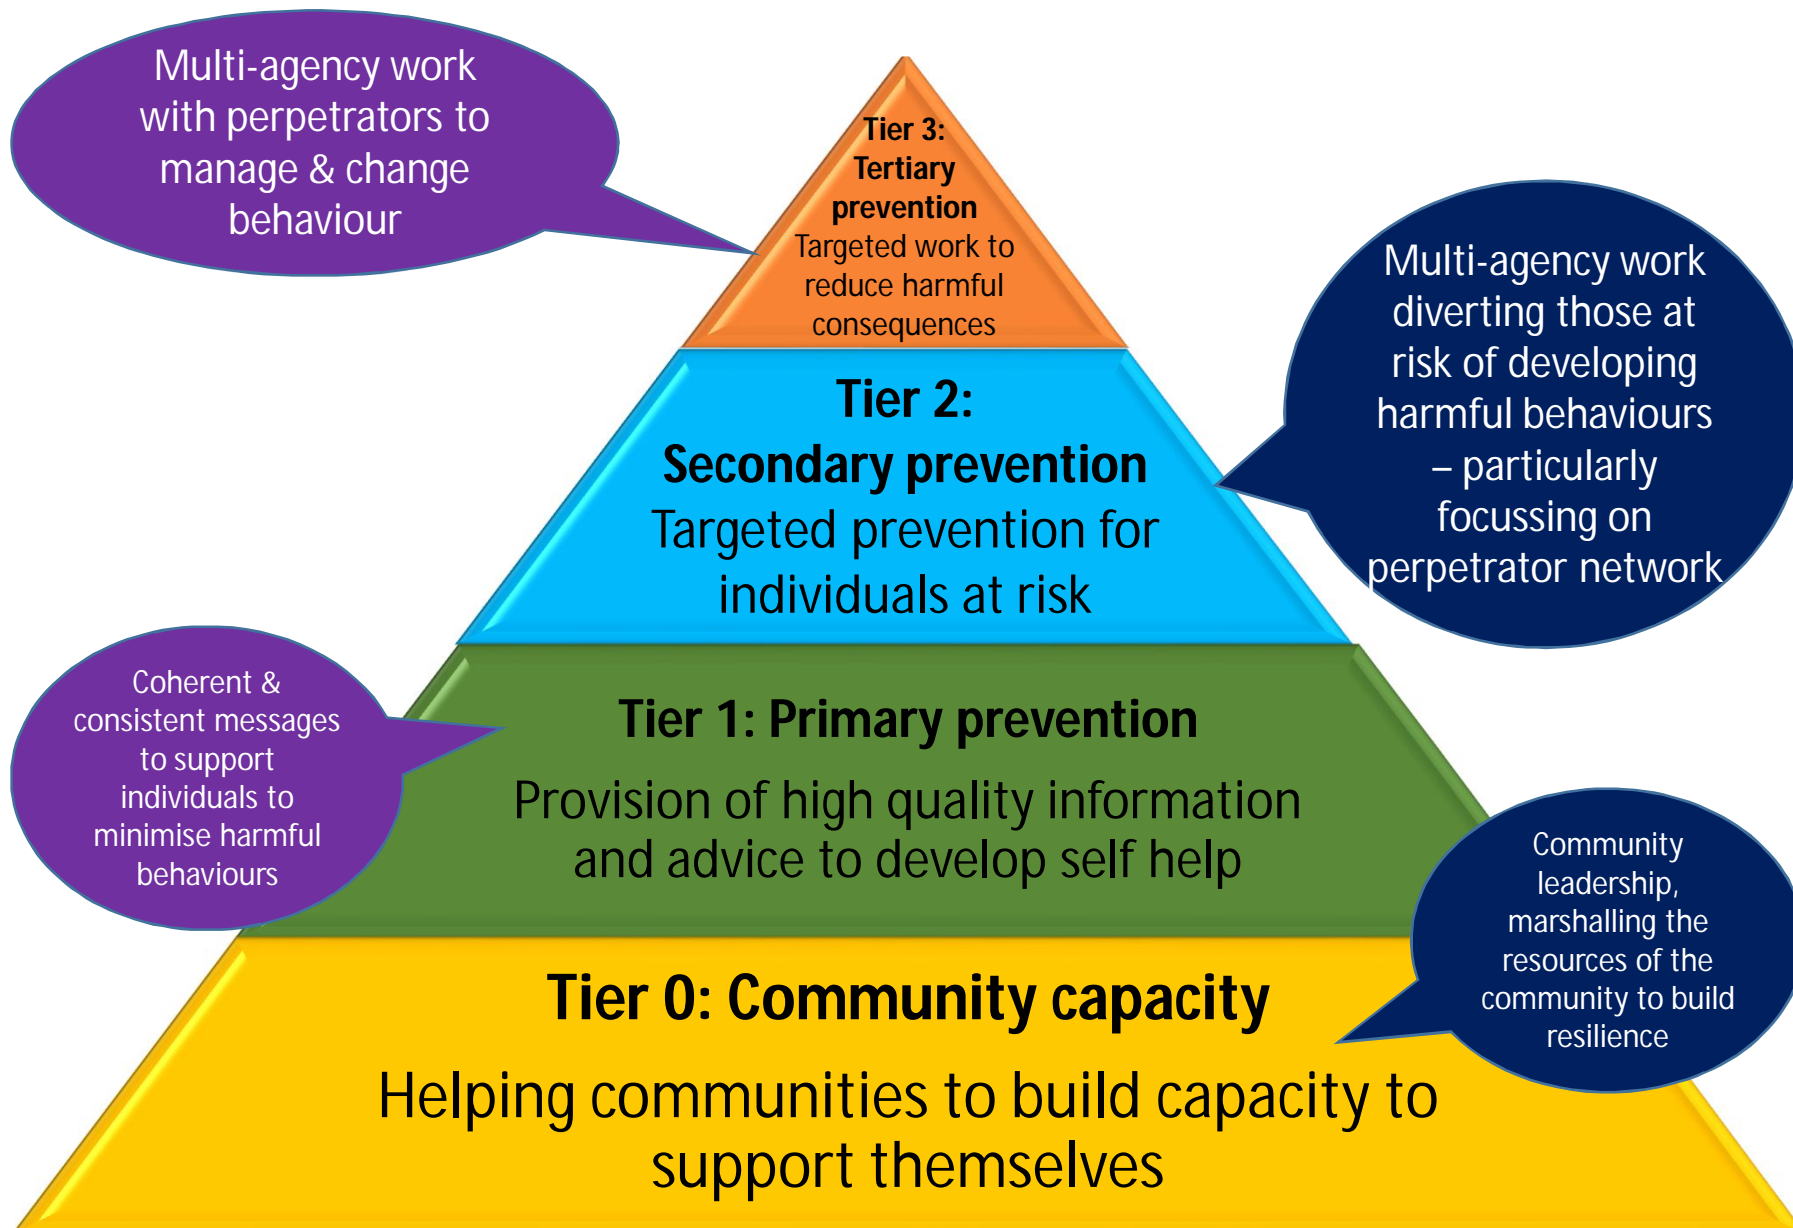 Multi-agency work
with perpetrators to
manage & change
behaviour
Tier 3:
Tertiary
prevention
Targeted work to
reduce harmful
consequences
Multi-agency work
diverting those at
risk of developing
harmful behaviours
– particularly
focussing on
perpetrator network
Tier 2:
Secondary prevention
Targeted prevention for
individuals at risk
Coherent &
consistent messages
to support
individuals to
minimise harmful
behaviours
Tier 1: Primary prevention
Provision of high quality information
and advice to develop self help
Community
leadership,
marshalling the
resources of the
community to build
resilience
Tier 0: Community capacity
Helping communities to build capacity to
support themselves